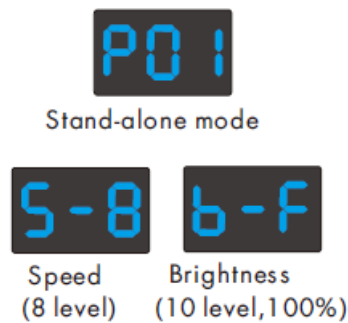 P01
Stand-alone mode
S-8 b-F
Speed Brightness
(8 level) (10 level,100%)